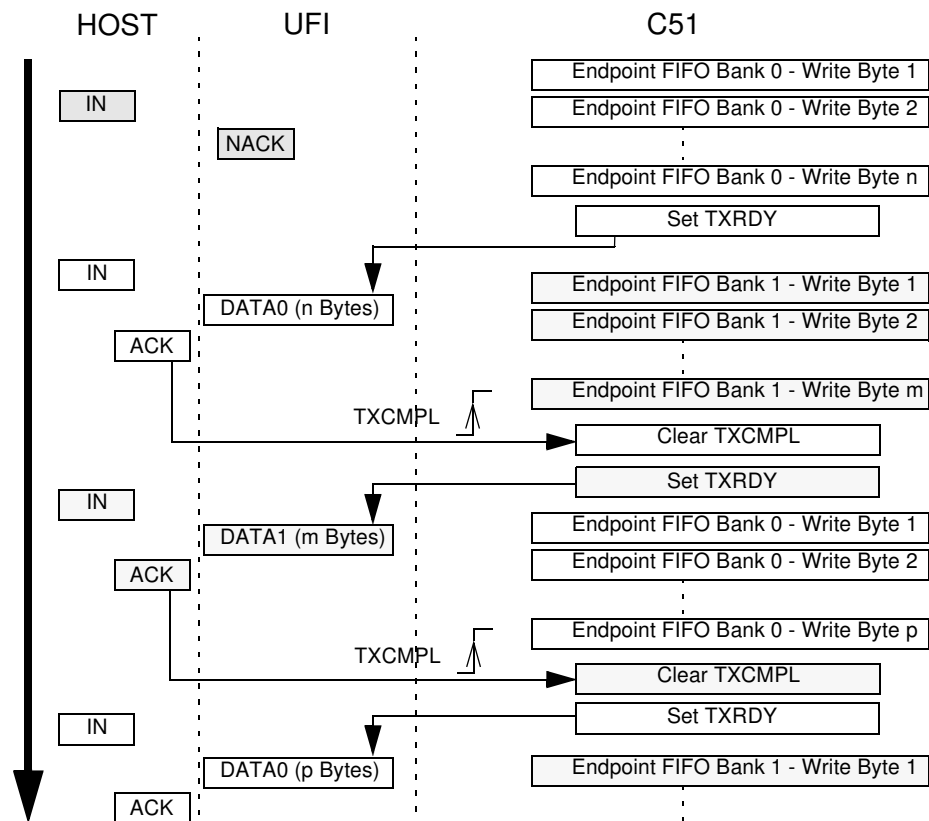 HOST UFI C51
Endpoint FIFO Bank 0 - Write Byte 1
IN
Endpoint FIFO Bank 0 - Write Byte 2
NACK
Endpoint FIFO Bank 0 - Write Byte n
Set TXRDY
IN
Endpoint FIFO Bank 1 - Write Byte 1
DATA0 (n Bytes)
Endpoint FIFO Bank 1 - Write Byte 2
ACK
Endpoint FIFO Bank 1 - Write Byte m
TXCMPL
Clear TXCMPL
Set TXRDY
IN
Endpoint FIFO Bank 0 - Write Byte 1
DATA1 (m Bytes)
Endpoint FIFO Bank 0 - Write Byte 2
ACK
Endpoint FIFO Bank 0 - Write Byte p
TXCMPL
Clear TXCMPL
Set TXRDY
IN
DATA0 (p Bytes)
Endpoint FIFO Bank 1 - Write Byte 1
ACK